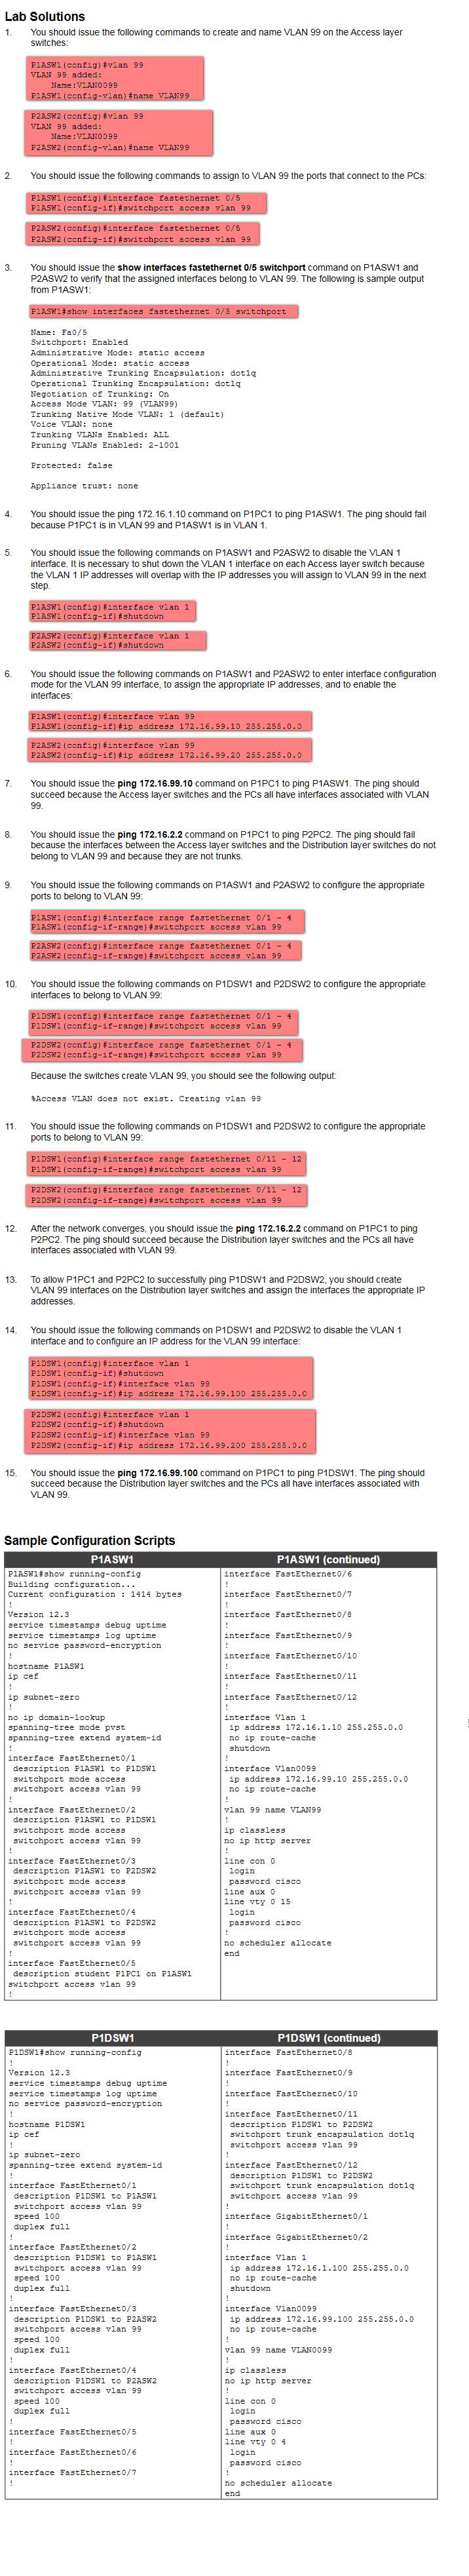 Lab Solutions
1. You should issue the following commands to create and name VLAN 99 on the Access layer
switches:
P1ASW1(config)#vlan 99
VLAN 99 added:
Name:VLAN0099
P1ASW1(config-vlan)#name VLAN99
P2ASW2(config)#vlan 99
VLAN 99 added:
Name:VLAN0099
P2ASW2(config-vlan)#name VLAN99
2. You should issue the following commands to assign to VLAN 99 the ports that connect to the PCs:
P1ASW1(config)#interface fastethernet 0/5
P1ASW1(config-if)#switchport access vlan 99
P2ASW2(config)#interface fastethernet 0/5
P2ASW2(config-if)#switchport access vlan 99
3. You should issue the show interfaces fastethernet 0/5 switchport command on P1ASW1 and
P2ASW2 to verify that the assigned interfaces belong to VLAN 99. The following is sample output
from P1ASW1:
P1ASW1#show interfaces fastethernet 0/5 switchport
Name: Fa0/5
Switchport: Enabled
Administrative Mode: static access
Operational Mode: static access
Administrative Trunking Encapsulation: dot1q
Operational Trunking Encapsulation: dot1q
Negotiation of Trunking: On
Access Mode VLAN: 99 (VLAN99)
Trunking Native Mode VLAN: 1 (default)
Voice VLAN: none
Trunking VLANs Enabled: ALL
Pruning VLANs Enabled: 2-1001
Protected: false
Appliance trust: none
4. You should issue the ping 172.16.1.10 command on P1PC1 to ping P1ASW1. The ping should fail
because P1PC1 is in VLAN 99 and P1ASW1 is in VLAN 1.
5. You should issue the following commands on P1ASW1 and P2ASW2 to disable the VLAN 1
interface. It is necessary to shut down the VLAN 1 interface on each Access layer switch because
the VLAN 1 IP addresses will overlap with the IP addresses you will assign to VLAN 99 in the next
step.
P1ASW1(config)#interface vlan 1
P1ASW1(config-if)#shutdown
P2ASW2(config)#interface vlan 1
P2ASW2(config-if)#shutdown
6. You should issue the following commands on P1ASW1 and P2ASW2 to enter interface configuration
mode for the VLAN 99 interface, to assign the appropriate IP addresses, and to enable the
interfaces:
P1ASW1(config)#interface vlan 99
P1ASW1(config-if)#ip address 172.16.99.10 255.255.0.0
P2ASW2(config)#interface vlan 99
P2ASW2(config-if)#ip address 172.16.99.20 255.255.0.0
7. You should issue the ping 172.16.99.10 command on P1PC1 to ping P1ASW1. The ping should
succeed because the Access layer switches and the PCs all have interfaces associated with VLAN
99.
8. You should issue the ping 172.16.2.2 command on P1PC1 to ping P2PC2. The ping should fail
because the interfaces between the Access layer switches and the Distribution layer switches do not
belong to VLAN 99 and because they are not trunks.
9. You should issue the following commands on P1ASW1 and P2ASW2 to configure the appropriate
ports to belong to VLAN 99:
P1ASW1(config)#interface range fastethernet 0/1 - 4
P1ASW1(config-if-range)#switchport access vlan 99
P2ASW2(config)#interface range fastethernet 0/1 - 4
P2ASW2(config-if-range)#switchport access vlan 99
10. You should issue the following commands on P1DSW1 and P2DSW2 to configure the appropriate
interfaces to belong to VLAN 99:
P1DSW1(config)#interface range fastethernet 0/1 - 4
P1DSW1(config-if-range)#switchport access vlan 99
P2DSW2(config)#interface range fastethernet 0/1 - 4
P2DSW2(config-if-range)#switchport access vlan 99
Because the switches create VLAN 99, you should see the following output:
%Access VLAN does not exist. Creating vlan 99
11. You should issue the following commands on P1DSW1 and P2DSW2 to configure the appropriate
ports to belong to VLAN 99:
P1DSW1(config)#interface range fastethernet 0/11 - 12
P1DSW1(config-if-range)#switchport access vlan 99
P2DSW2(config)#interface range fastethernet 0/11 - 12
P2DSW2(config-if-range)#switchport access vlan 99
12. After the network converges, you should issue the ping 172.16.2.2 command on P1PC1 to ping
P2PC2. The ping should succeed because the Distribution layer switches and the PCs all have
interfaces associated with VLAN 99.
13. To allow P1PC1 and P2PC2 to successfully ping P1DSW1 and P2DSW2, you should create
VLAN 99 interfaces on the Distribution layer switches and assign the interfaces the appropriate IP
addresses.
14. You should issue the following commands on P1DSW1 and P2DSW2 to disable the VLAN 1
interface and to configure an IP address for the VLAN 99 interface:
P1DSW1(config)#interface vlan 1
P1DSW1(config-if)#shutdown
P1DSW1(config-if)#interface vlan 99
P1DSW1(config-if)#ip address 172.16.99.100 255.255.0.0
P2DSW2(config)#interface vlan 1
P2DSW2(config-if)#shutdown
P2DSW2(config-if)#interface vlan 99
P2DSW2(config-if)#ip address 172.16.99.200 255.255.0.0
15. You should issue the ping 172.16.99.100 command on P1PC1 to ping P1DSW1. The ping should
succeed because the Distribution layer switches and the PCs all have interfaces associated with
VLAN 99.
Sample Configuration Scripts
P1ASW1
P1ASW1#show running-config
Building configuration...
Current configuration : 1414 bytes
!
Version 12.3
service timestamps debug uptime
service timestamps log uptime
no service password-encryption
!
hostname P1ASW1
ip cef
!
ip subnet-zero
!
no ip domain-lookup
spanning-tree mode pvst
spanning-tree extend system-id
!
interface FastEthernet0/1
description P1ASW1 to P1DSW1
switchport mode access
switchport access vlan 99
!
interface FastEthernet0/2
description P1ASW1 to P1DSW1
switchport mode access
switchport access vlan 99
!
interface FastEthernet0/3
description P1ASW1 to P2DSW2
switchport mode access
switchport access vlan 99
!
interface FastEthernet0/4
description P1ASW1 to P2DSW2
switchport mode access
switchport access vlan 99
!
interface FastEthernet0/5
description student P1PC1 on P1ASW1
switchport access vlan 99
!
P1ASW1 (continued)
interface FastEthernet0/6
!
interface FastEthernet0/7
!
interface FastEthernet0/8
!
interface FastEthernet0/9
!
interface FastEthernet0/10
!
interface FastEthernet0/11
!
interface FastEthernet0/12
!
interface Vlan 1
ip address 172.16.1.10 255.255.0.0
no ip route-cache
shutdown
!
interface Vlan0099
ip address 172.16.99.10 255.255.0.0
no ip route-cache
!
vlan 99 name VLAN99
!
ip classless
no ip http server
!
line con 0
login
password cisco
line aux 0
line vty 0 15
login
password cisco
!
no scheduler allocate
end
P1DSW1
P1DSW1#show running-config
!
Version 12.3
service timestamps debug uptime
service timestamps log uptime
no service password-encryption
!
hostname P1DSW1
ip cef
!
ip subnet-zero
spanning-tree extend system-id
!
interface FastEthernet0/1
description P1DSW1 to P1ASW1
switchport access vlan 99
speed 100
duplex full
!
interface FastEthernet0/2
description P1DSW1 to P1ASW1
switchport access vlan 99
speed 100
duplex full
!
interface FastEthernet0/3
description P1DSW1 to P2ASW2
switchport access vlan 99
speed 100
duplex full
!
interface FastEthernet0/4
description P1DSW1 to P2ASW2
switchport access vlan 99
speed 100
duplex full
!
interface FastEthernet0/5
!
interface FastEthernet0/6
!
interface FastEthernet0/7
!
P1DSW1 (continued)
interface FastEthernet0/8
!
interface FastEthernet0/9
!
interface FastEthernet0/10
!
interface FastEthernet0/11
description P1DSW1 to P2DSW2
switchport trunk encapsulation dot1q
switchport access vlan 99
!
interface FastEthernet0/12
description P1DSW1 to P2DSW2
switchport trunk encapsulation dot1q
switchport access vlan 99
!
interface GigabitEthernet0/1
!
interface GigabitEthernet0/2
!
interface Vlan 1
ip address 172.16.1.100 255.255.0.0
no ip route-cache
shutdown
!
interface Vlan0099
ip address 172.16.99.100 255.255.0.0
no ip route-cache
!
vlan 99 name VLAN0099
!
ip classless
no ip http server
!
line con 0
login
password cisco
line aux 0
line vty 0 4
login
password cisco
!
no scheduler allocate
end